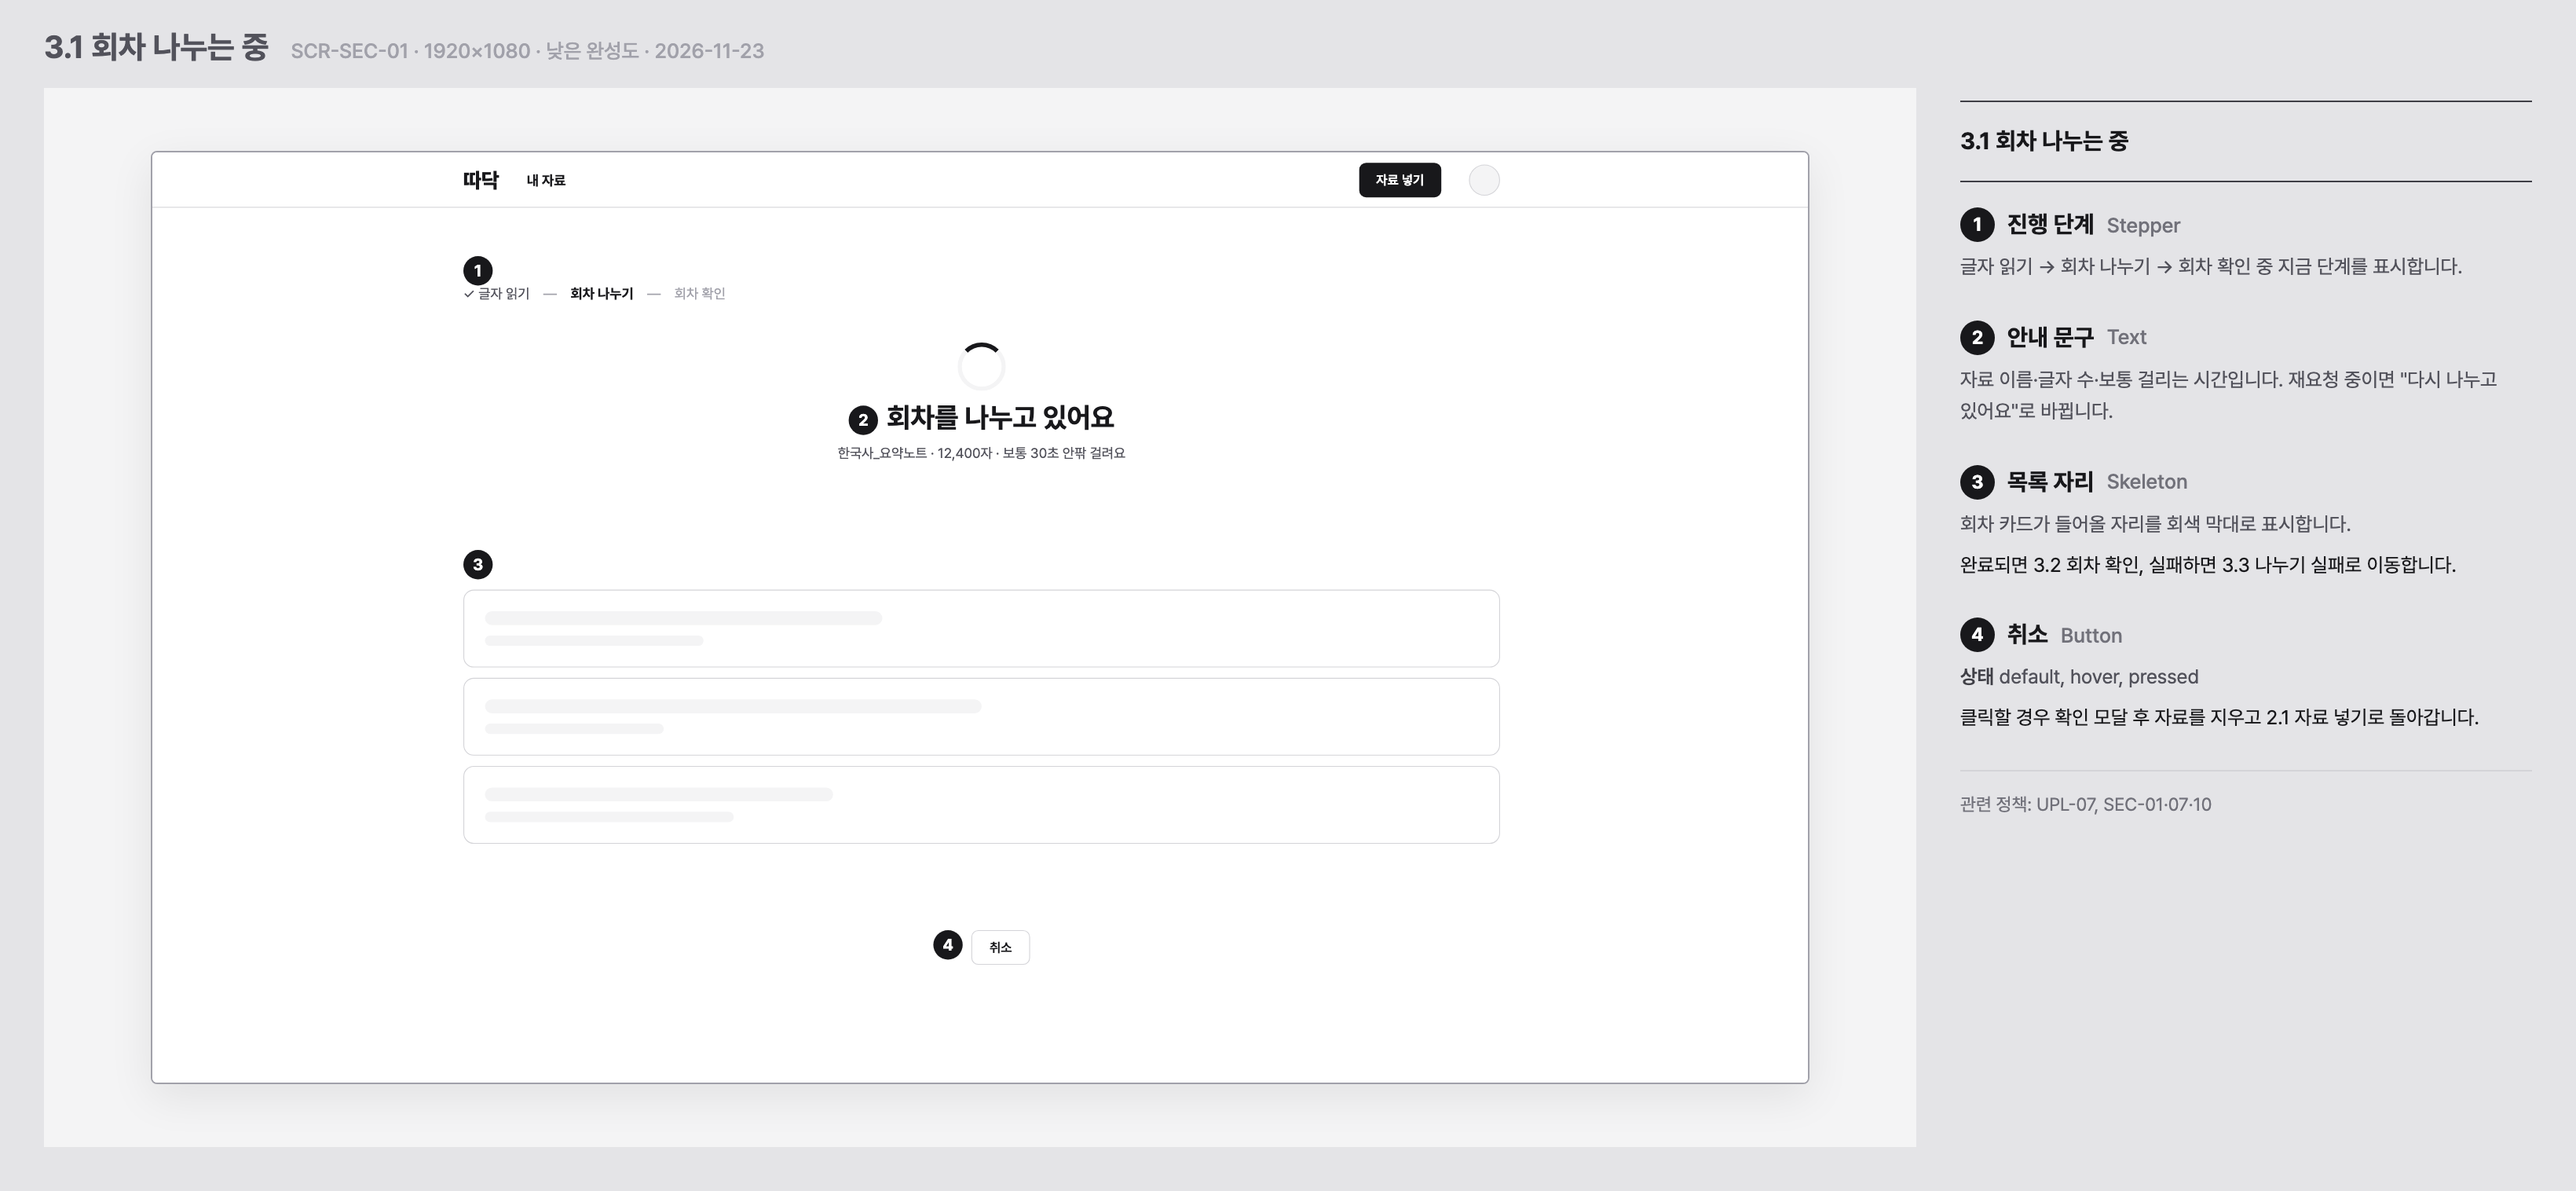 3.1 회차 나누는 중 SCR-SEC-01 · 1920×1080 · 낮은 완성도 · 2026-11-23
따닥 내 자료 자료 넣기
1
✓ 글자 읽기 — 회차 나누기 — 회차 확인
2 회차를 나누고 있어요
한국사_요약노트 · 12,400자 · 보통 30초 안팎 걸려요
3
4 취소
3.1 회차 나누는 중
1 진행 단계 Stepper
글자 읽기 → 회차 나누기 → 회차 확인 중 지금 단계를 표시합니다.
2 안내 문구 Text
자료 이름·글자 수·보통 걸리는 시간입니다. 재요청 중이면 "다시 나누고
있어요"로 바뀝니다.
3 목록 자리 Skeleton
회차 카드가 들어올 자리를 회색 막대로 표시합니다.
완료되면 3.2 회차 확인, 실패하면 3.3 나누기 실패로 이동합니다.
4 취소 Button
상태 default, hover, pressed
클릭할 경우 확인 모달 후 자료를 지우고 2.1 자료 넣기로 돌아갑니다.
관련 정책: UPL-07, SEC-01·07·10